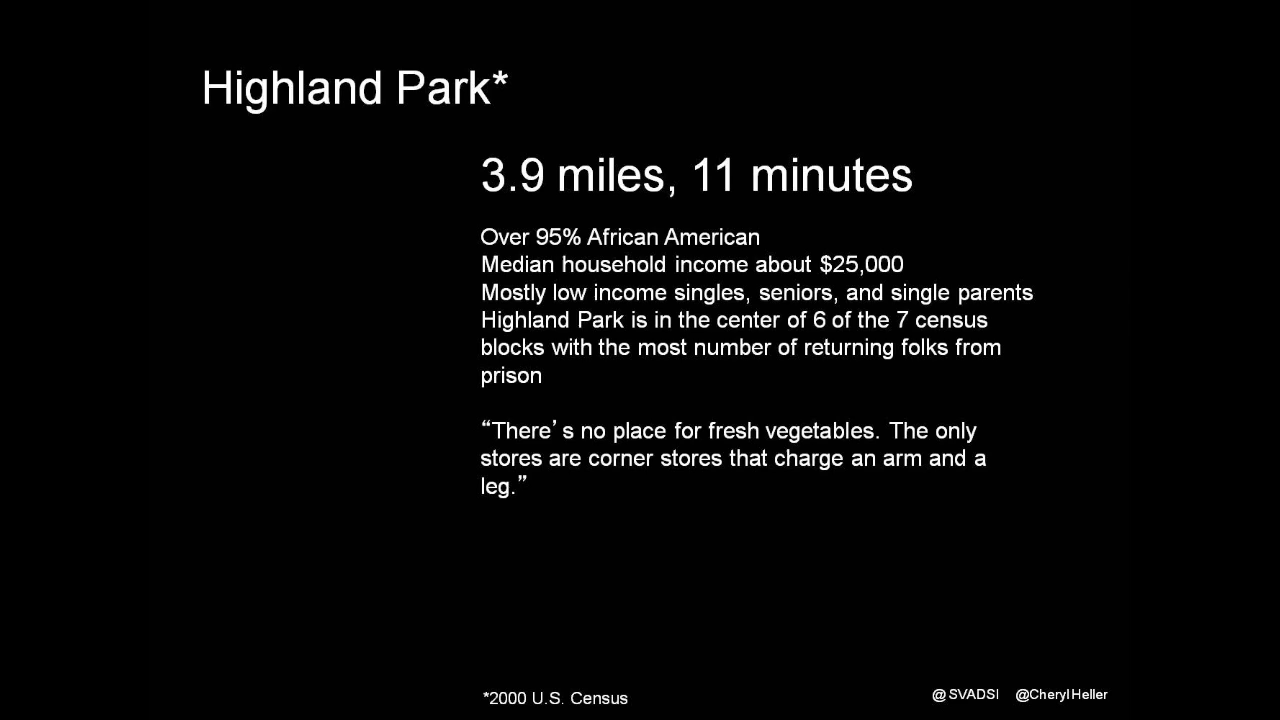 Highland Park*
3.9 miles, 11 minutes
Over 95% African American
Median household income about $25,000
Mostly low income singles, seniors, and single parents
Highland Park is in the center of 6 of the 7 census
blocks with the most number of returning folks from
prison
“There’s no place for fresh vegetables. The only
stores are corner stores that charge an arm and a
leg.”
*2000 U.S. Census
@SVADSI @CherylHeller